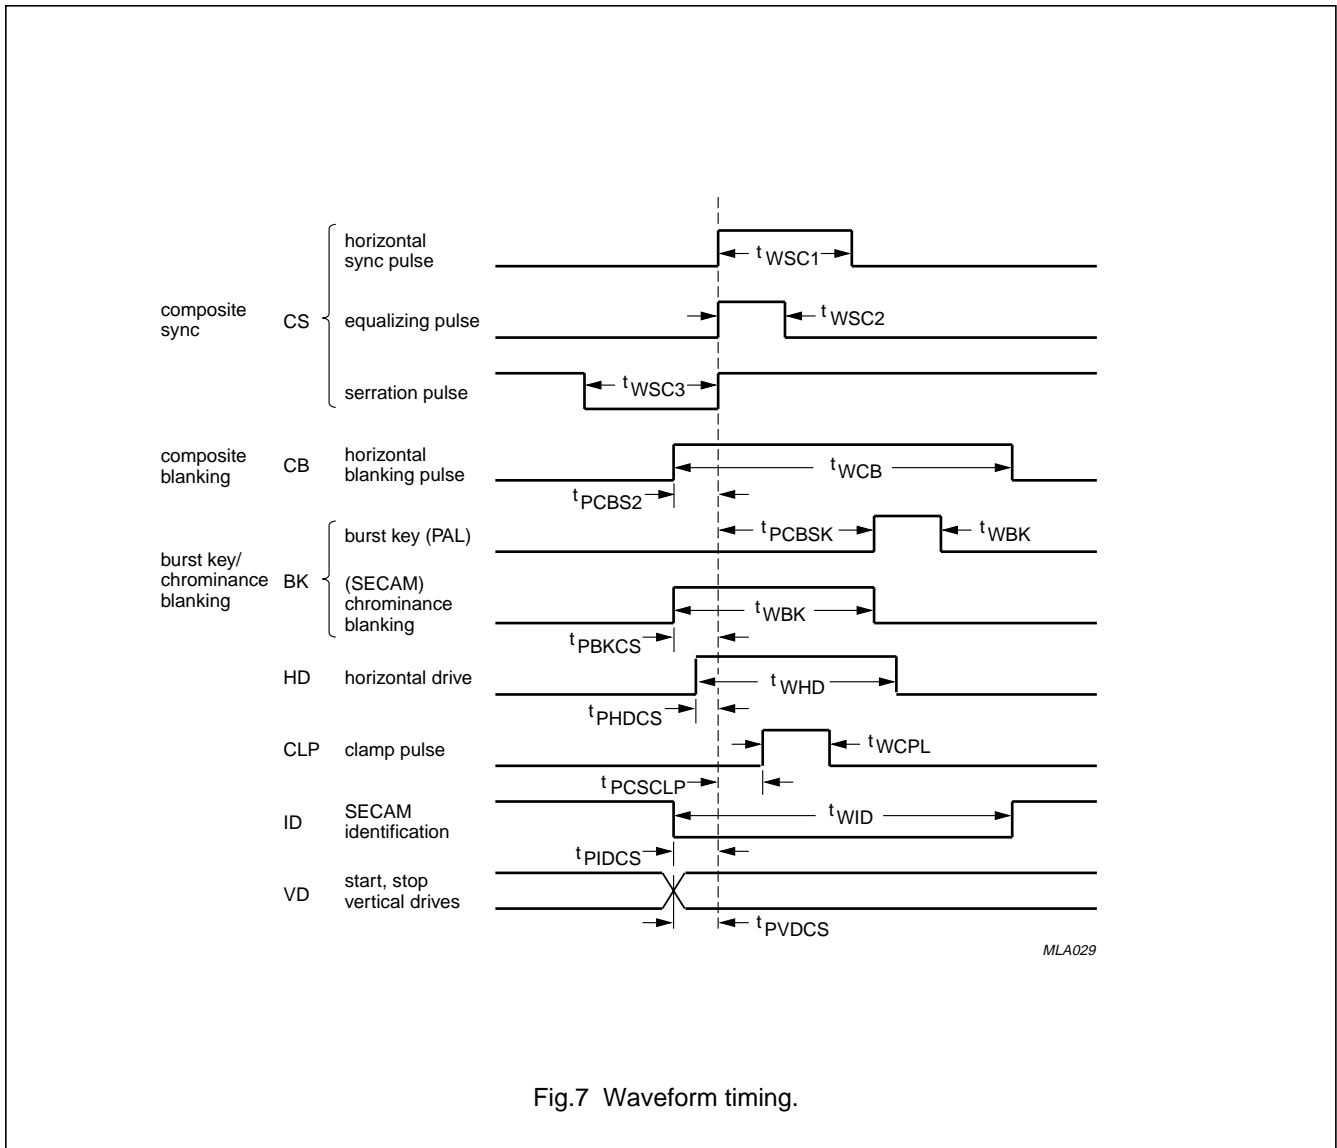 horizontal
sync pulse
t WSC1
composite
sync
CS
equalizing pulse
t WSC2
serration pulse
t WSC3
composite
blanking
CB
horizontal
blanking pulse
t WCB
t PCBS2
burst key/
chrominance
blanking
BK
burst key (PAL)
t PCBSK
t WBK
(SECAM)
chrominance
blanking
t WBK
t PBKCS
HD
horizontal drive
t WHD
t PHDCS
CLP
clamp pulse
t WCPL
t PCSCLP
ID
SECAM
identification
t WID
t PIDCS
VD
start, stop
vertical drives
t PVDCS
MLA029
Fig.7 Waveform timing.